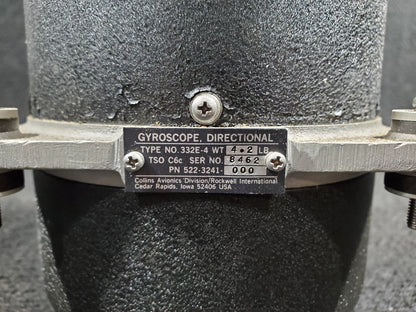 GYROSCOPE, DIRECTIONAL
TYPE NO. 332E-4 WT 4.2 LB
TSO C6c SER NO. 8462
PN 522-3241- 000
Collins Avionics Division/Rockwell International
Cedar Rapids, Iowa 52406 USA